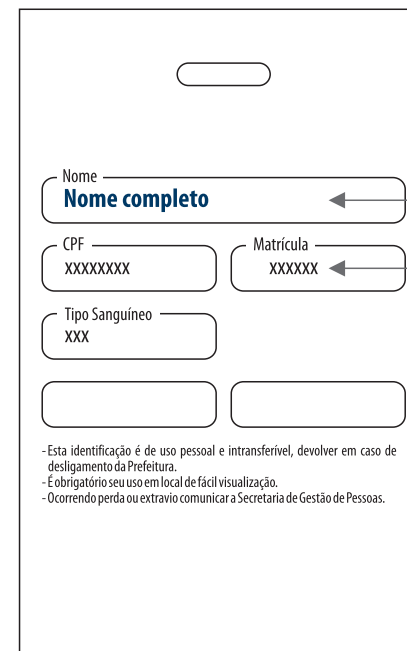 Nome
Nome completo
CPF
XXXXXXXX
Matrícula
XXXXXX
Tipo Sanguíneo
XXX
- Esta identificação é de uso pessoal e intransferível, devolver em caso de
desligamento da Prefeitura.
- É obrigatório seu uso em local de fácil visualização.
- Ocorrendo perda ou extravio comunicar a Secretaria de Gestão de Pessoas.